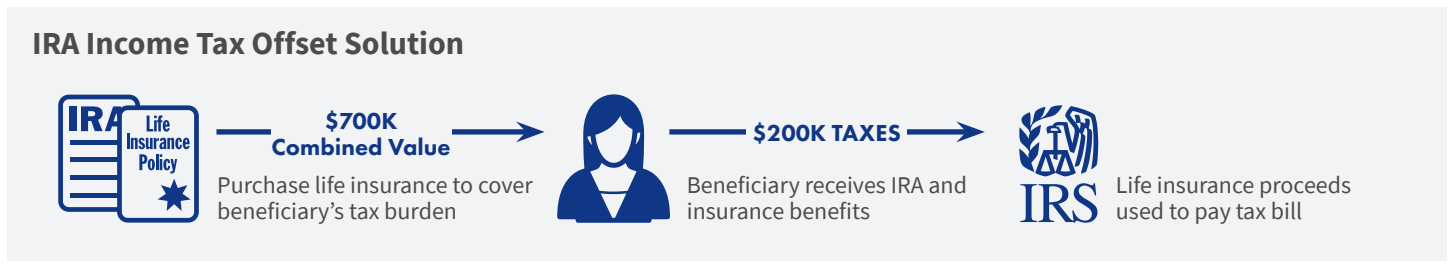 IRA Income Tax Offset Solution
IRA
Life
Insurance
Policy
$700K
Combined Value
Purchase life insurance to cover
beneficiary's tax burden
$200K TAXES
Beneficiary receives IRA and
insurance benefits
IRS
Life insurance proceeds
used to pay tax bill